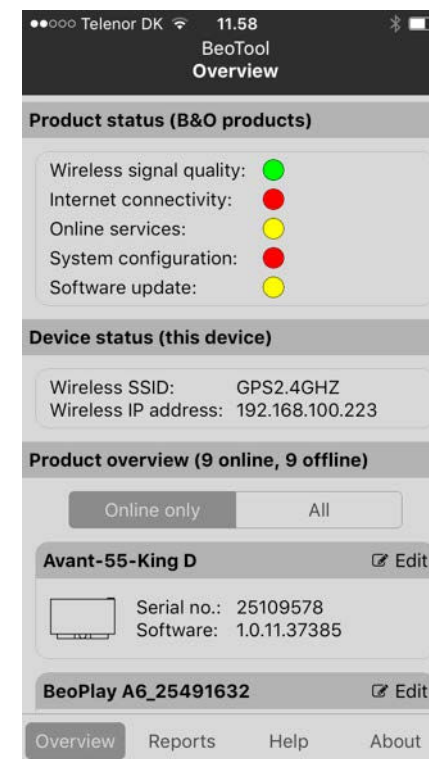 Telenor DK 11.58
BeoTool
Overview
Product status (B&O products)
Wireless signal quality:
Internet connectivity:
Online services:
System configuration:
Software update:
Device status (this device)
Wireless SSID: GPS2.4GHZ
Wireless IP address: 192.168.100.223
Product overview (9 online, 9 offline)
Online only All
Avant-55-King D Edit
Serial no.: 25109578
Software: 1.0.11.37385
BeoPlay A6_25491632 Edit
Overview Reports Help About